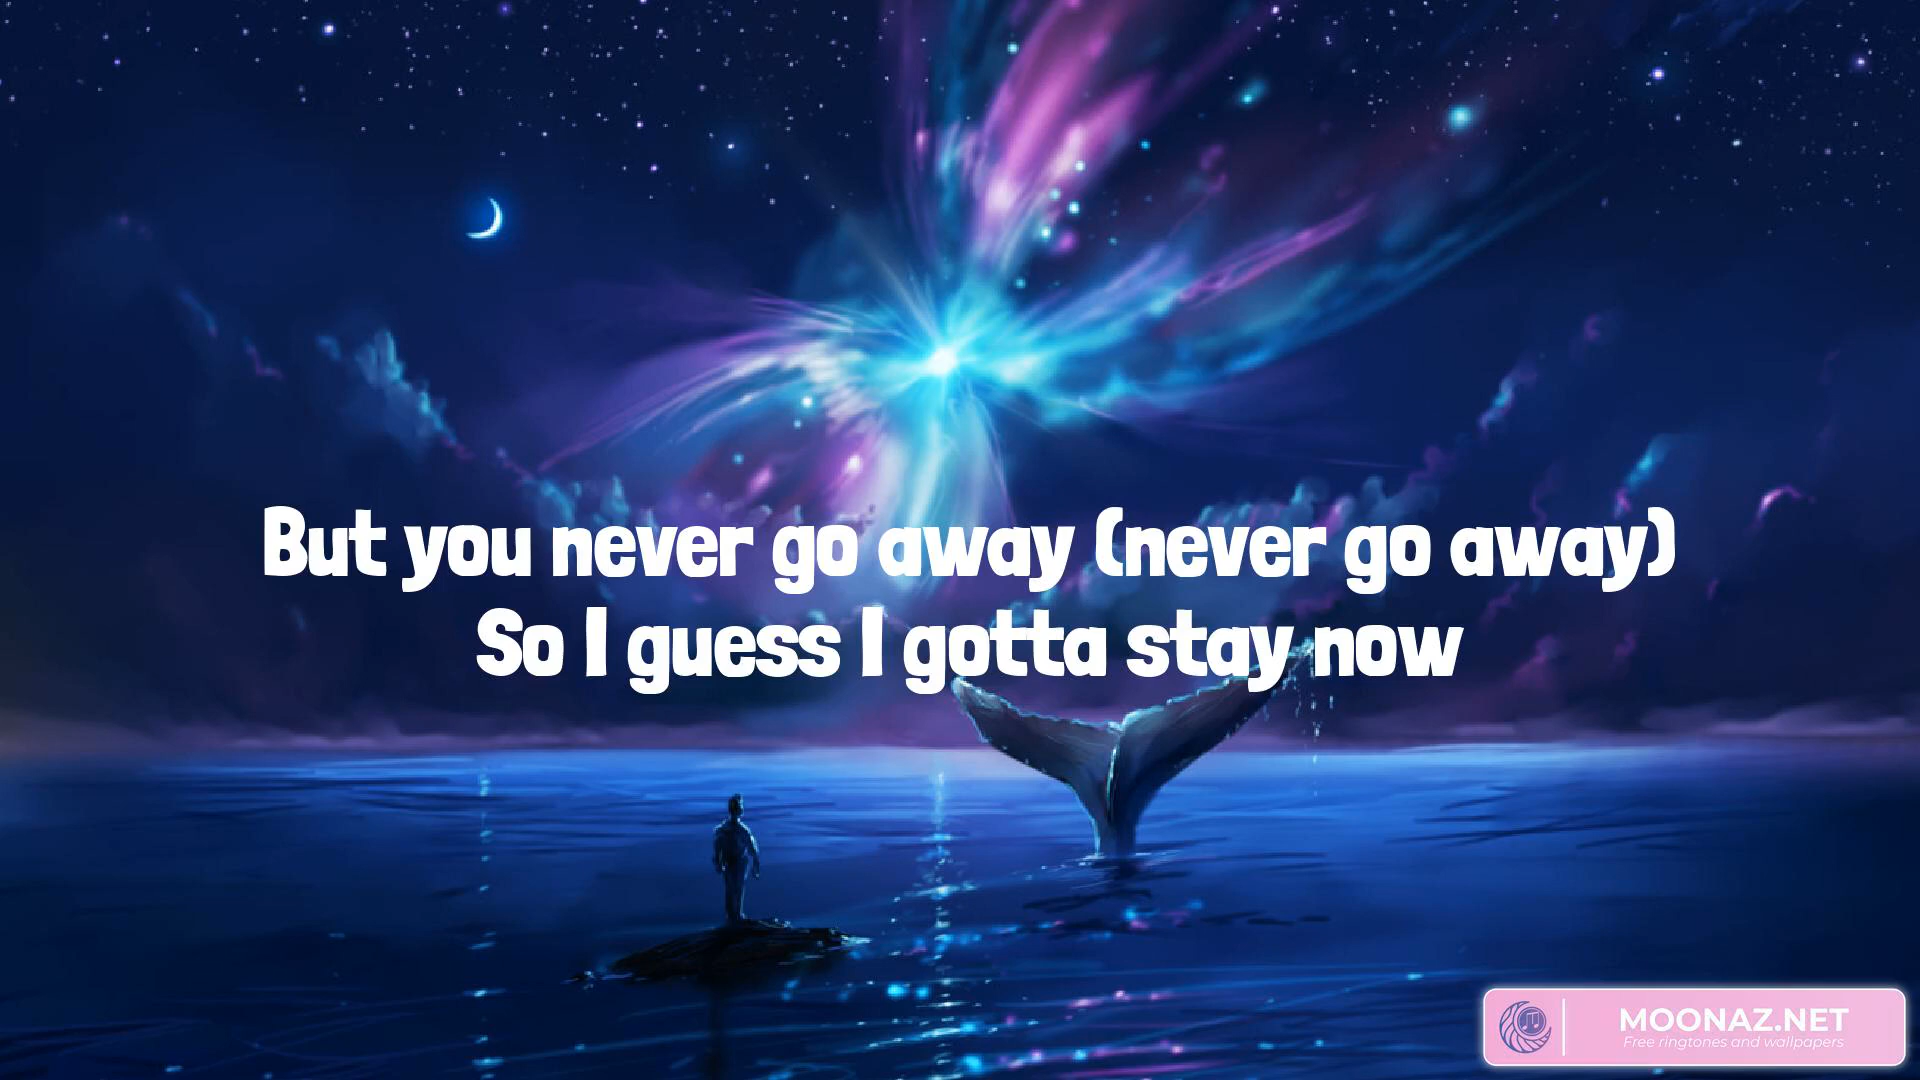 But you never go away (never go away)
So I guess I gotta stay now
MOONAZ.NET
Free ringtones and wallpapers